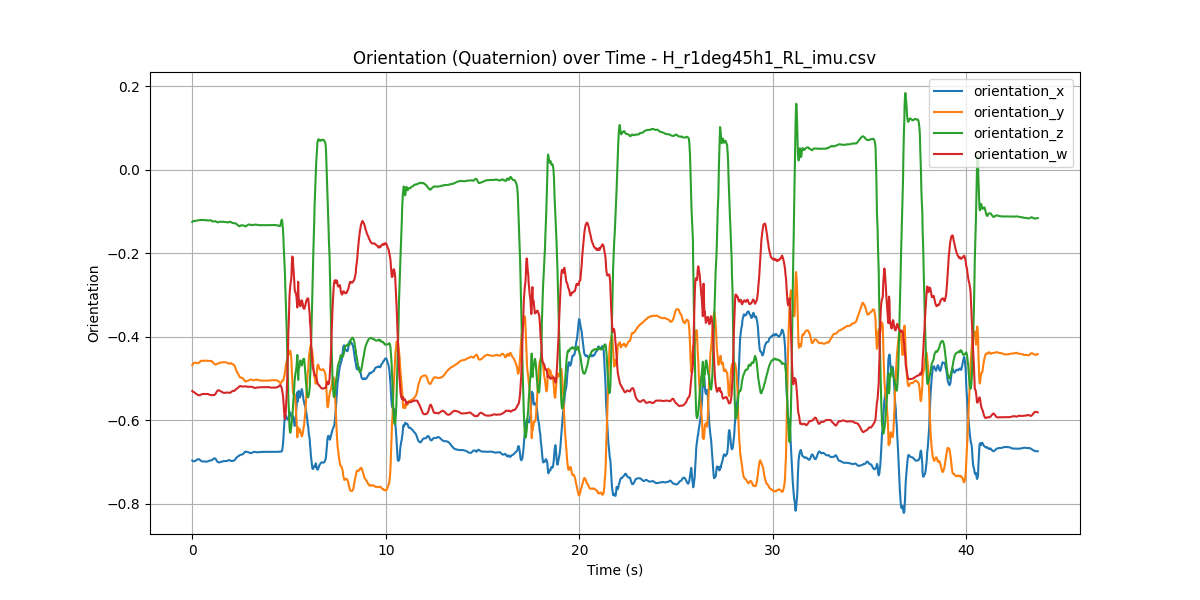 Orientation (Quaternion) over Time - H_r1deg45h1_RL_imu.csv
orientation_x
orientation_y
orientation_z
orientation_w
Orientation
0.2
0.0
−0.2
−0.4
−0.6
−0.8
0
10
20
30
40
Time (s)